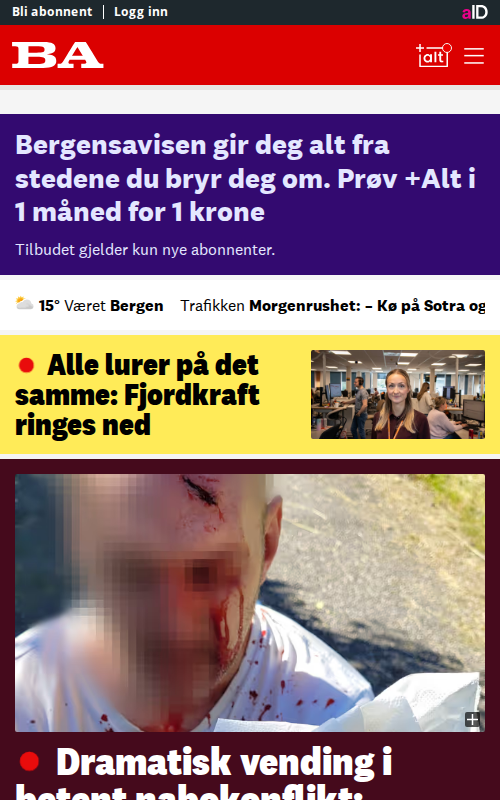 Bli abonnent | Logg inn
aID
BA
+alt
Bergensavisen gir deg alt fra
stedene du bryr deg om. Prøv +Alt i
1 måned for 1 krone
Tilbudet gjelder kun nye abonnenter.
15° Været Bergen Trafikken Morgenrushet: – Kø på Sotra og
Alle lurer på det
samme: Fjordkraft
ringes ned
Dramatisk vending i
betent nabokonflikt: